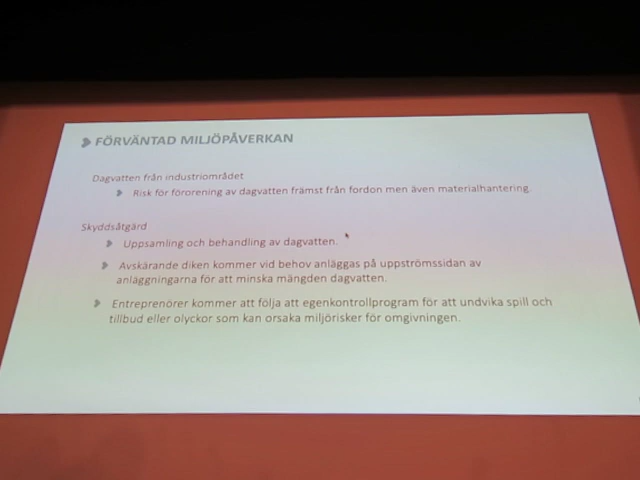 FÖRVÄNTAD MILJÖPÅVERKAN
Dagvatten från industriområdet
Risk för förorening av dagvatten främst från fordon men även materialhantering.
Skyddsåtgärd
Uppsamling och behandling av dagvatten.
Avskärande diken kommer vid behov anläggas på uppströmssidan av
anläggningarna för att minska mängden dagvatten.
Entreprenörer kommer att följa att egenkontrollprogram för att undvika spill och
tillbud eller olyckor som kan orsaka miljörisker för omgivningen.